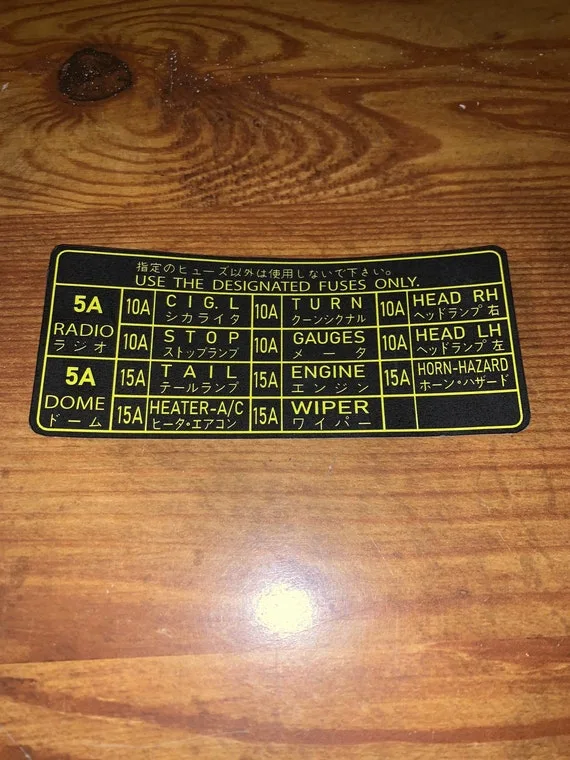 指定のヒューズ以外は使用しないで下さい。
USE THE DESIGNATED FUSES ONLY.
5A
RADIO
ラジオ
10A
CIG.L
シカライタ
10A
TURN
クーンシクナル
10A
HEAD RH
ヘッドランプ 右
10A
STOP
ストップランプ
10A
GAUGES
メータ
10A
HEAD LH
ヘッドランプ 左
5A
DOME
ドーム
15A
TAIL
テールランプ
15A
ENGINE
エンジン
15A
HORN-HAZARD
ホーン・ハザード
15A
HEATER-A/C
ヒータ・エアコン
15A
WIPER
ワイパー